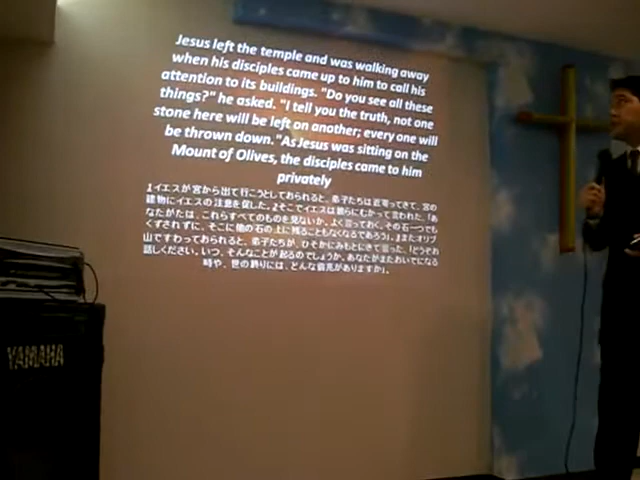 Jesus left the temple and was walking away
when his disciples came up to him to call his
attention to its buildings. "Do you see all these
things?" he asked. "I tell you the truth, not one
stone here will be left on another; every one will
be thrown down. "As Jesus was sitting on the
Mount of Olives, the disciples came to him
privately
1イエスが宮から出て行こうとしておられると、弟子たちは近寄ってきて、宮の
建物にイエスの注意を促した。2そこでイエスは彼らにむかって言われた、「あ
なたがたは、これらすべてのものを見ないか。よく言っておく。その石一つでも
くずされずに、そこに他の石の上に残ることもなくなるであろう」。3またオリブ
山ですわっておられると、弟子たちが、ひそかにみもとにきて言った、「どうぞお
話しください。いつ、そんなことが起るのでしょうか。あなたがまたおいでになる
時や、世の終りには、どんな前兆がありますか」。
YAMAHA